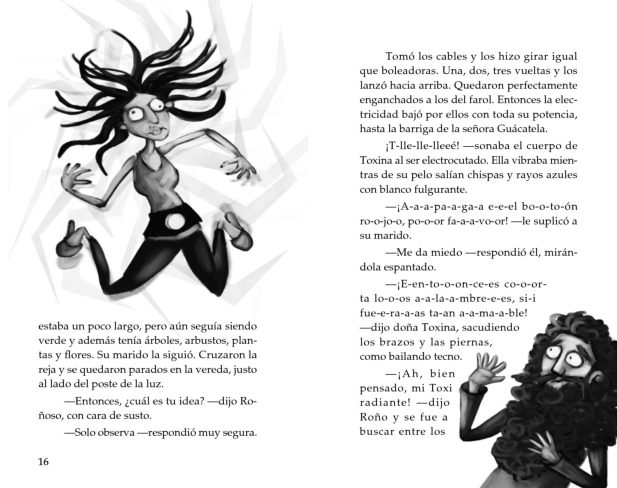 estaba un poco largo, pero aún seguía siendo
verde y además tenía árboles, arbustos, plan-
tas y flores. Su marido la siguió. Cruzaron la
reja y se quedaron parados en la vereda, justo
al lado del poste de la luz.
—Entonces, ¿cuál es tu idea? —dijo Ro-
ñoso, con cara de susto.
—Solo observa —respondió muy segura.
16
Tomó los cables y los hizo girar igual
que boleadoras. Una, dos, tres vueltas y los
lanzó hacia arriba. Quedaron perfectamente
enganchados a los del farol. Entonces la elec-
tricidad bajó por ellos con toda su potencia,
hasta la barriga de la señora Guácatela.
¡T-lle-lle-lleeé! —sonaba el cuerpo de
Toxina al ser electrocutado. Ella vibraba mien-
tras de su pelo salían chispas y rayos azules
con blanco fulgurante.
—¡A-a-a-pa-a-ga-a e-e-el bo-o-to-ón
ro-o-jo-o, po-o-or fa-a-a-vo-or! —le suplicó a
su marido.
—Me da miedo —respondió él, mirán-
dola espantado.
—¡E-en-to-o-on-ce-es co-o-or-
ta lo-o-os a-a-la-a-mbre-e-es, si-i
fue-e-ra-a-as ta-an a-a-ma-a-ble!
—dijo doña Toxina, sacudiendo
los brazos y las piernas,
como bailando tecno.
—¡Ah, bien
pensado, mi Toxi
radiante! —dijo
Roño y se fue a
buscar entre los